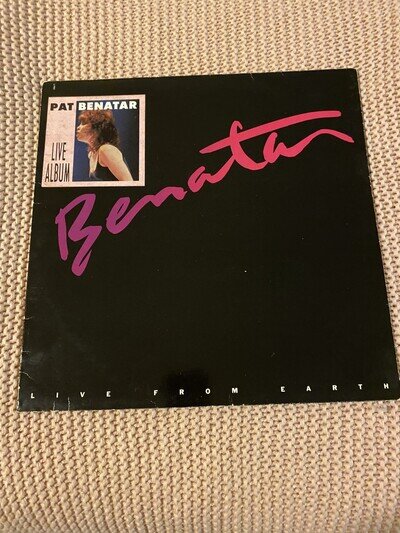 PAT BENATAR
LIVE
ALBUM
Benatar
LIVE FROM EARTH